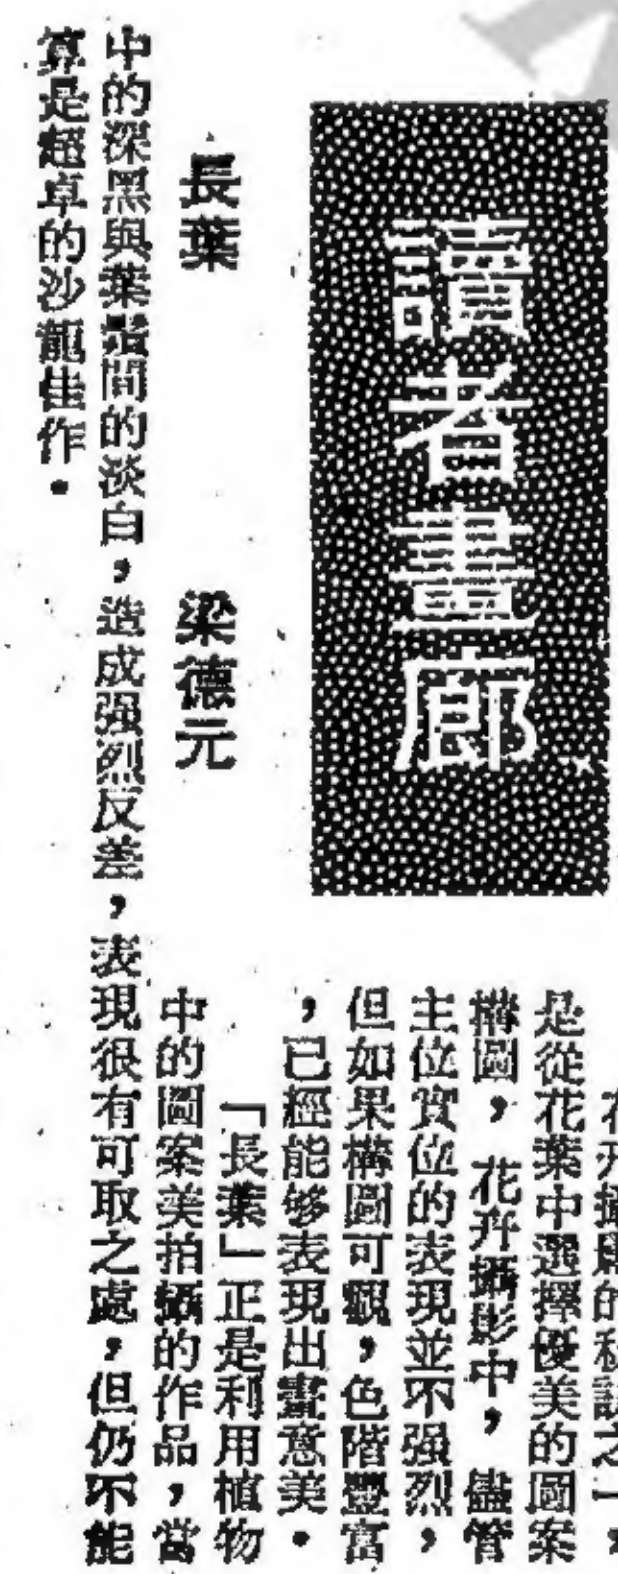 讀者畫廊
花卉攝影的秘訣之一，
是從花葉中選擇優美的圖案
構圖，花卉攝影中，儘管
主位賓位的表現並不强烈，
但如果構圖可觀，色階豐富
，已經能够表現出畫意美。
「長葉」正是利用植物
中的圖案美拍攝的作品，當
長葉　梁德元
中的深黑與葉間的淡白，造成强烈反差，表現很有可取之處，但仍不能
算是超卓的沙龍佳作。